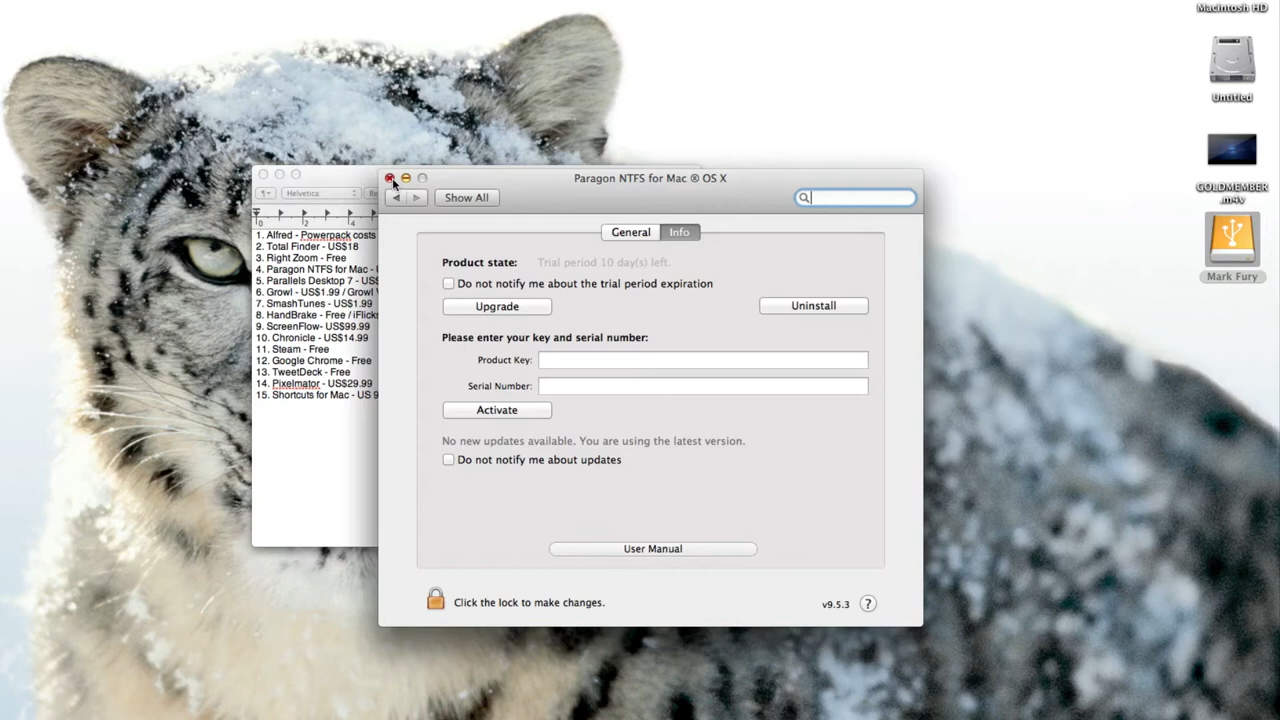 Macintosh HD
Untitled
GOLDMEMBER
.m4v
Mark Fury
Helvetica
Re
0 2 4
1. Alfred - Powerpack costs
2. Total Finder - US$18
3. Right Zoom - Free
4. Paragon NTFS for Mac - U
5. Parallels Desktop 7 - US
6. Growl - US$1.99 / Growl
7. SmashTunes - US$1.99
8. HandBrake - Free / iFlicks
9. ScreenFlow- US$99.99
10. Chronicle - US$14.99
11. Steam - Free
12. Google Chrome - Free
13. TweetDeck - Free
14. Pixelmator - US$29.99
15. Shortcuts for Mac - US 9
Paragon NTFS for Mac ® OS X
Show All
General Info
Product state: Trial period 10 day(s) left.
Do not notify me about the trial period expiration
Upgrade Uninstall
Please enter your key and serial number:
Product Key:
Serial Number:
Activate
No new updates available. You are using the latest version.
Do not notify me about updates
User Manual
Click the lock to make changes.
v9.5.3 ?